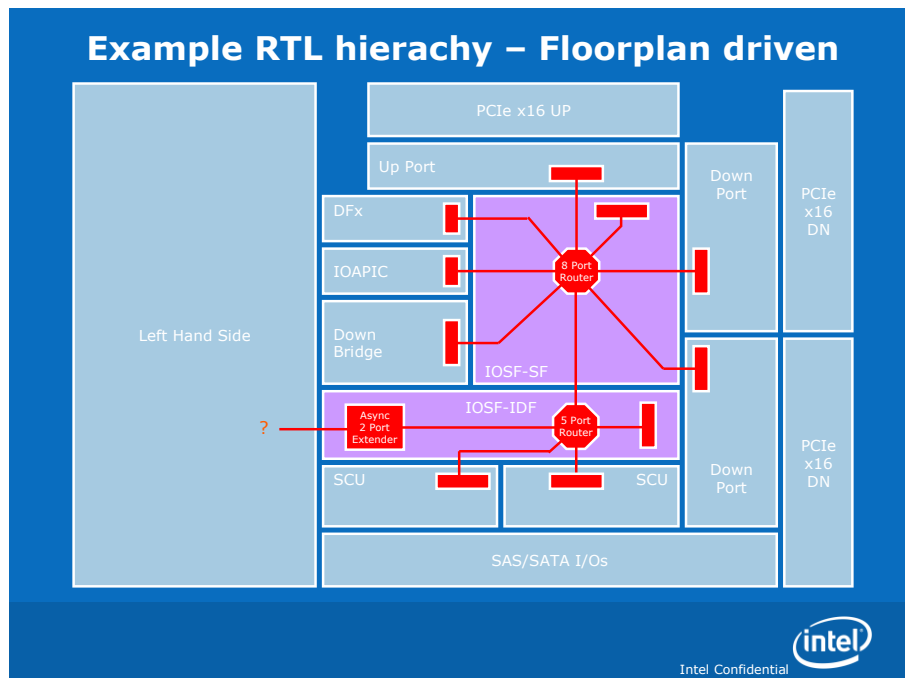 Example RTL hierachy – Floorplan driven
PCIe x16 UP
Up Port
Down
Port
PCIe
x16
DN
DFx
8 Port
Router
IOAPIC
Left Hand Side
Down
Bridge
IOSF-SF
IOSF-IDF
?
Async
2 Port
Extender
5 Port
Router
PCIe
x16
DN
SCU
SCU
Down
Port
SAS/SATA I/Os
intel
Intel Confidential